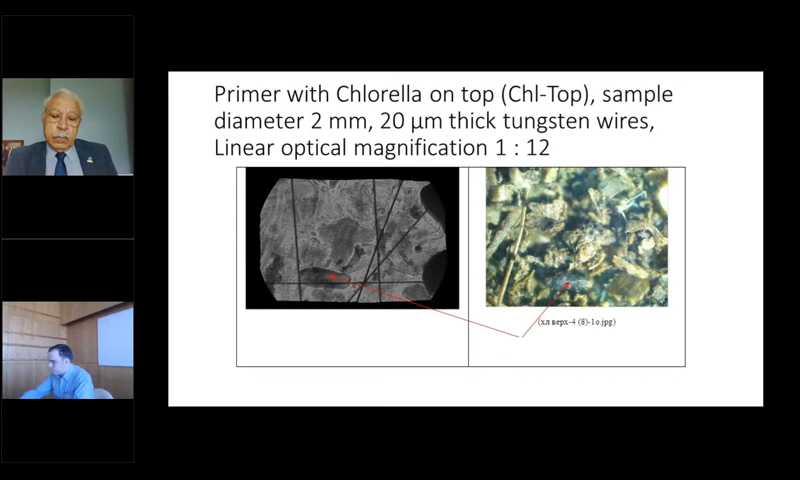 Primer with Chlorella on top (Chl-Top), sample
diameter 2 mm, 20 µm thick tungsten wires,
Linear optical magnification 1 : 12
(хл верх-4 (8)-1o.jpg)